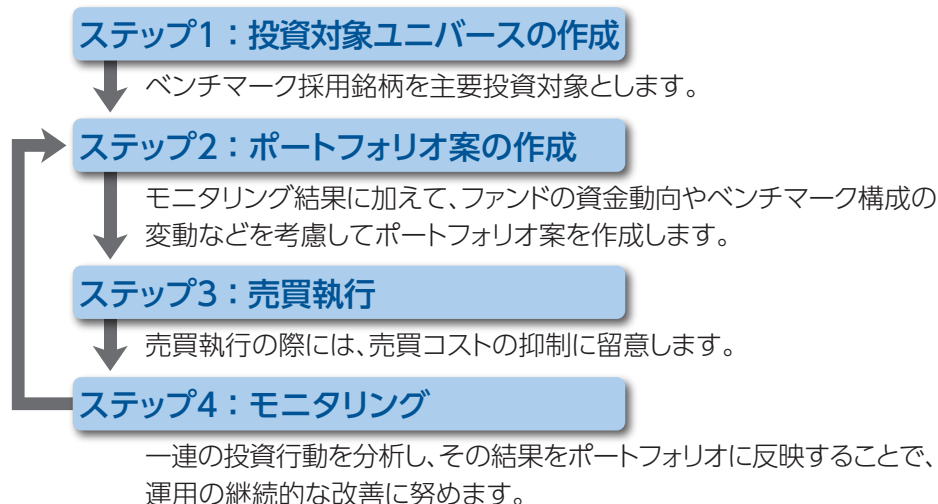 ステップ1：投資対象ユニバースの作成
ベンチマーク採用銘柄を主要投資対象とします。
ステップ2：ポートフォリオ案の作成
モニタリング結果に加えて、ファンドの資金動向やベンチマーク構成の
変動などを考慮してポートフォリオ案を作成します。
ステップ3：売買執行
売買執行の際には、売買コストの抑制に留意します。
ステップ4：モニタリング
一連の投資行動を分析し、その結果をポートフォリオに反映することで、
運用の継続的な改善に努めます。